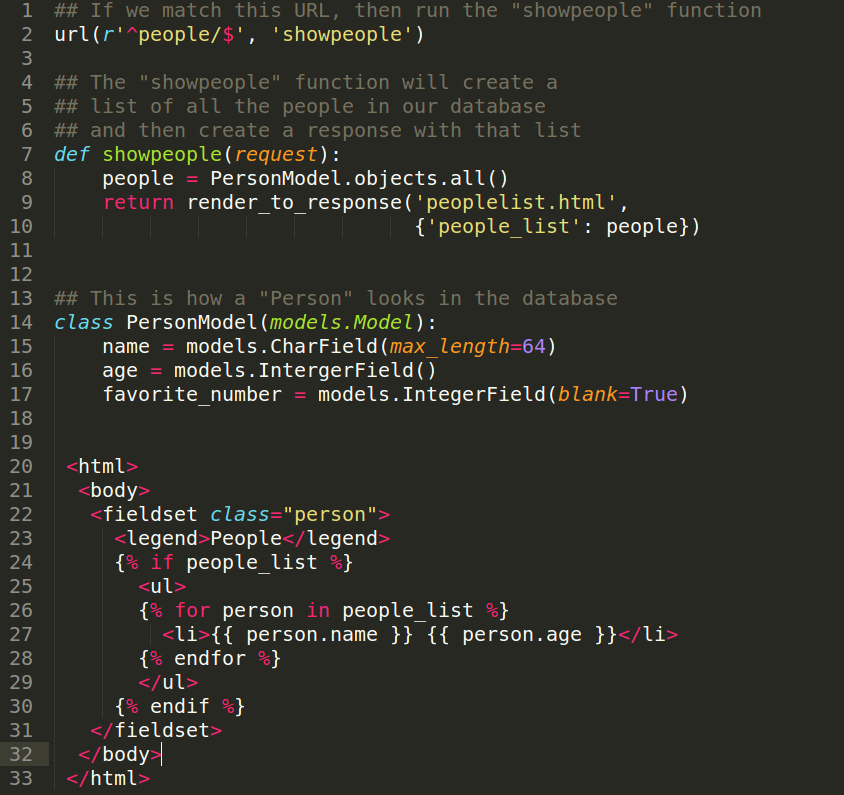 1 ## If we match this URL, then run the "showpeople" function
2 url(r'^people/$', 'showpeople')
3
4 ## The "showpeople" function will create a
5 ## list of all the people in our database
6 ## and then create a response with that list
7 def showpeople(request):
8     people = PersonModel.objects.all()
9     return render_to_response('peoplelist.html',
10                               {'people_list': people})
11
12
13 ## This is how a "Person" looks in the database
14 class PersonModel(models.Model):
15     name = models.CharField(max_length=64)
16     age = models.IntergerField()
17     favorite_number = models.IntegerField(blank=True)
18
19
20  <html>
21   <body>
22    <fieldset class="person">
23      <legend>People</legend>
24      {% if people_list %}
25        <ul>
26        {% for person in people_list %}
27          <li>{{ person.name }} {{ person.age }}</li>
28        {% endfor %}
29        </ul>
30      {% endif %}
31    </fieldset>
32   </body>
33  </html>